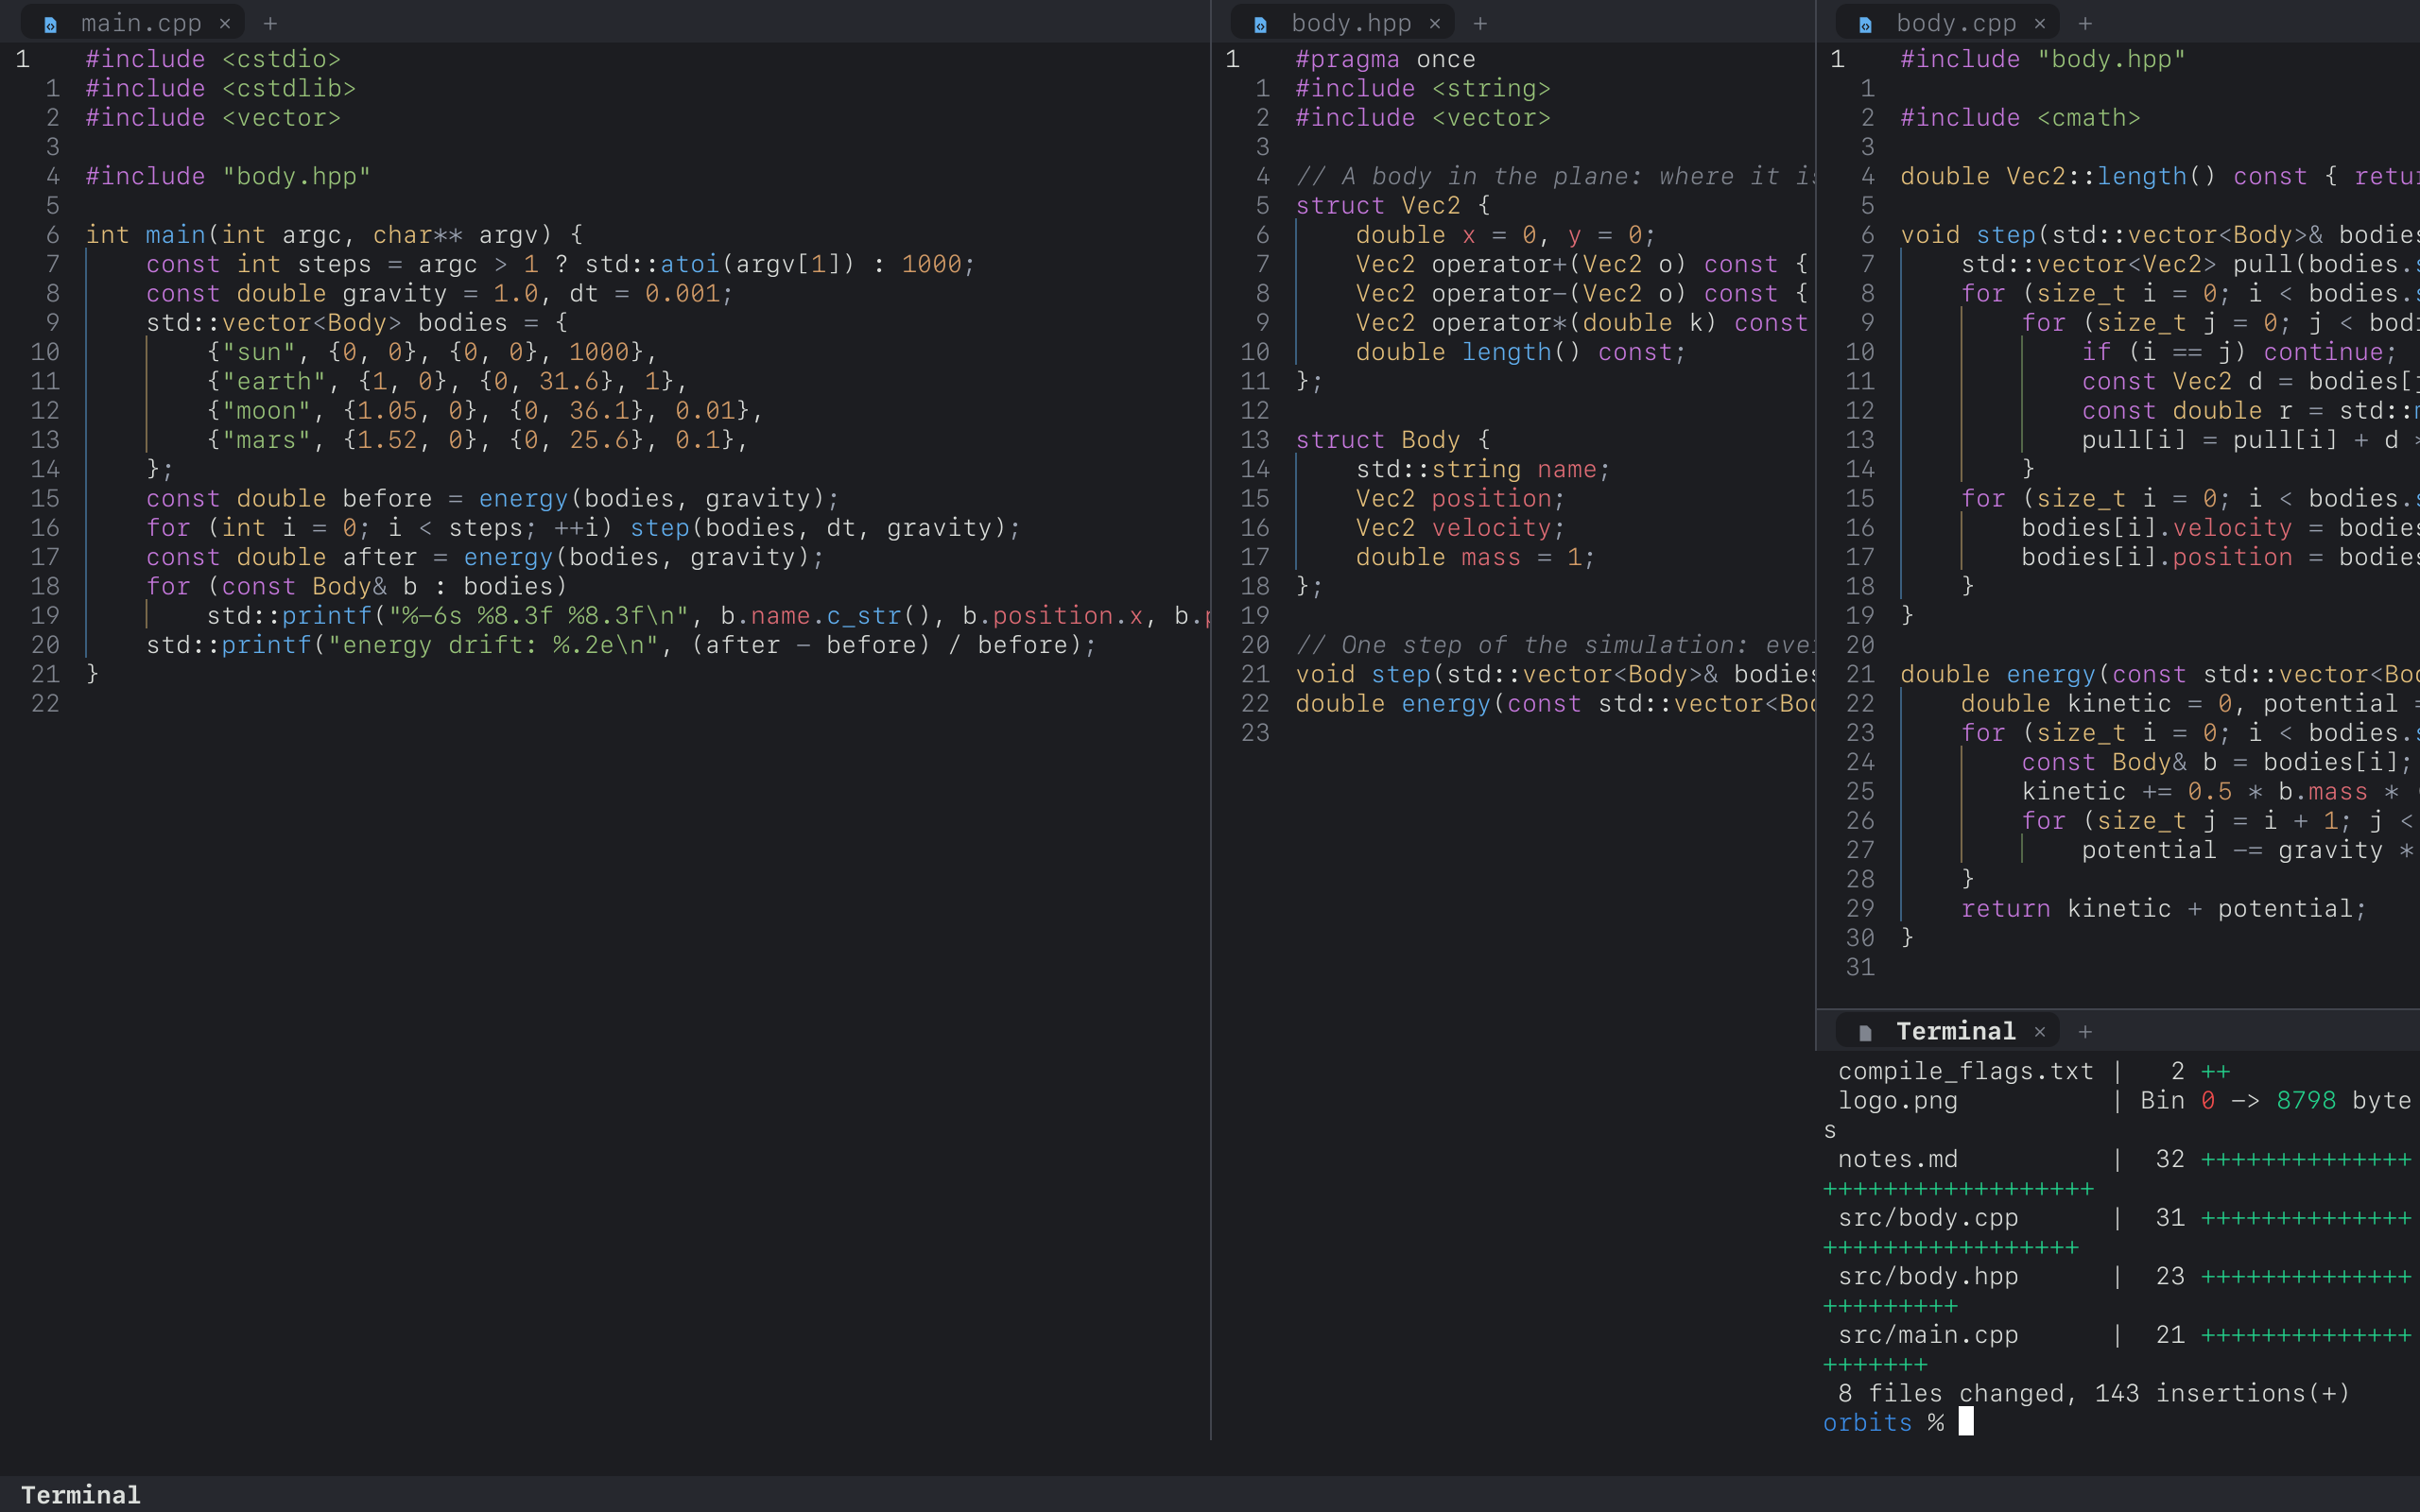 main.cpp × +
1 #include <cstdio>
1 #include <cstdlib>
2 #include <vector>
3
4 #include "body.hpp"
5
6 int main(int argc, char** argv) {
7     const int steps = argc > 1 ? std::atoi(argv[1]) : 1000;
8     const double gravity = 1.0, dt = 0.001;
9     std::vector<Body> bodies = {
10         {"sun", {0, 0}, {0, 0}, 1000},
11         {"earth", {1, 0}, {0, 31.6}, 1},
12         {"moon", {1.05, 0}, {0, 36.1}, 0.01},
13         {"mars", {1.52, 0}, {0, 25.6}, 0.1},
14     };
15     const double before = energy(bodies, gravity);
16     for (int i = 0; i < steps; ++i) step(bodies, dt, gravity);
17     const double after = energy(bodies, gravity);
18     for (const Body& b : bodies)
19         std::printf("%-6s %8.3f %8.3f\n", b.name.c_str(), b.position.x, b.
20     std::printf("energy drift: %.2e\n", (after - before) / before);
21 }
22
body.hpp × +
1 #pragma once
1 #include <string>
2 #include <vector>
3
4 // A body in the plane: where it is
5 struct Vec2 {
6     double x = 0, y = 0;
7     Vec2 operator+(Vec2 o) const {
8     Vec2 operator-(Vec2 o) const {
9     Vec2 operator*(double k) const
10     double length() const;
11 };
12
13 struct Body {
14     std::string name;
15     Vec2 position;
16     Vec2 velocity;
17     double mass = 1;
18 };
19
20 // One step of the simulation:
21 void step(std::vector<Body>& bodies
22 double energy(const std::vector<Bod
23
body.cpp × +
1 #include "body.hpp"
1
2 #include <cmath>
3
4 double Vec2::length() const { retur
5
6 void step(std::vector<Body>& bodies
7     std::vector<Vec2> pull(bodies.
8     for (size_t i = 0; i < bodies.
9         for (size_t j = 0; j < bodi
10             if (i == j) continue;
11             const Vec2 d = bodies[j
12             const double r = std::
13             pull[i] = pull[i] + d *
14         }
15     for (size_t i = 0; i < bodies.
16         bodies[i].velocity = bodies
17         bodies[i].position = bodies
18     }
19 }
20
21 double energy(const std::vector<Bod
22     double kinetic = 0, potential =
23     for (size_t i = 0; i < bodies.
24         const Body& b = bodies[i];
25         kinetic += 0.5 * b.mass *
26         for (size_t j = i + 1; j <
27             potential -= gravity *
28     }
29     return kinetic + potential;
30 }
31
Terminal × +
compile_flags.txt |   2 ++
logo.png          | Bin 0 -> 8798 byte
s
notes.md          |  32 ++++++++++++++
++++++++++++++++++
src/body.cpp      |  31 ++++++++++++++
+++++++++++++++++
src/body.hpp      |  23 ++++++++++++++
+++++++++
src/main.cpp      |  21 ++++++++++++++
+++++++
8 files changed, 143 insertions(+)
orbits %
Terminal